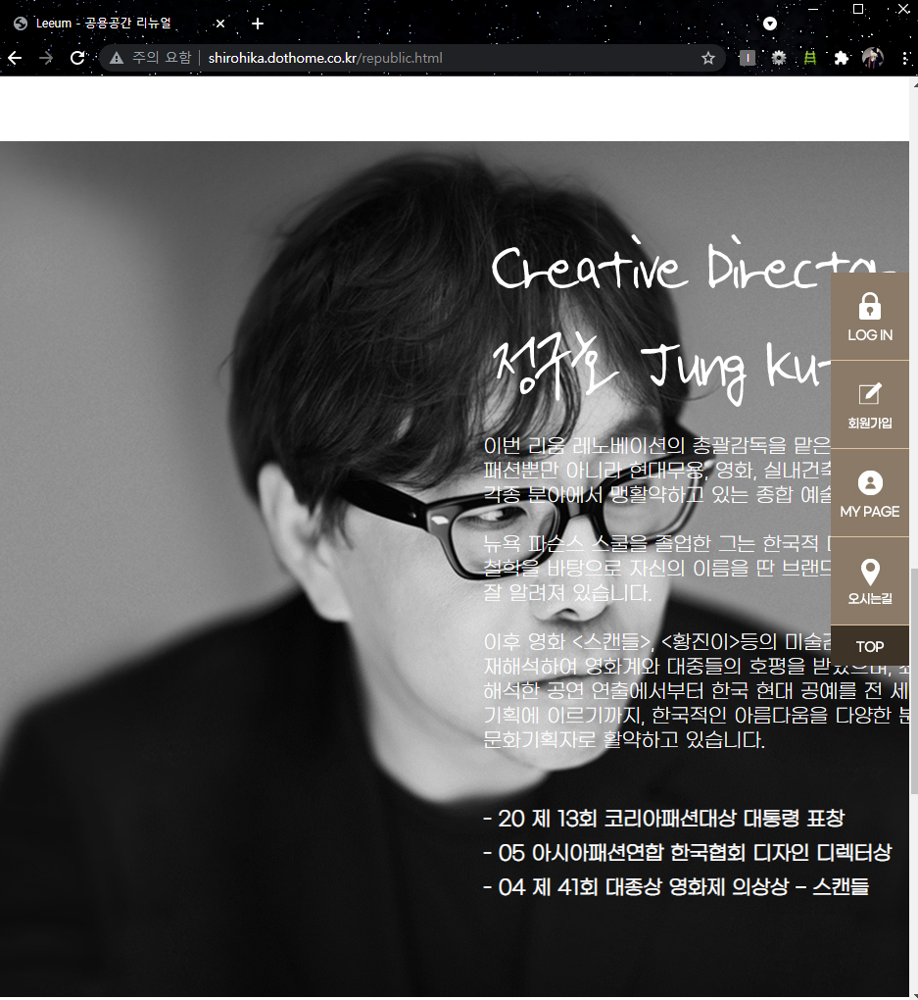 Leeum - 공용공간 리뉴얼
주의 요함 | shirohika.dothome.co.kr/republic.html
Creative Directo
정구호 Jung Ku-
이번 리움 레노베이션의 총괄감독을 맡은
패션뿐만 아니라 현대무용, 영화, 실내건축
각종 분야에서 맹활약하고 있는 종합 예술
뉴욕 파슨스 스쿨을 졸업한 그는 한국적
철학을 바탕으로 자신의 이름을 딴 브랜드
잘 알려져 있습니다.
이후 영화 <스캔들>, <황진이>등의 미술감
재해석하여 영화계와 대중들의 호평을 받았으며,
해석한 공연 연출에서부터 한국 현대 공예를 전 세
기획에 이르기까지, 한국적인 아름다움을 다양한
문화기획자로 활약하고 있습니다.
- 20 제 13회 코리아패션대상 대통령 표창
- 05 아시아패션연합 한국협회 디자인 디렉터상
- 04 제 41회 대종상 영화제 의상상 – 스캔들
LOG IN
회원가입
MY PAGE
오시는길
TOP